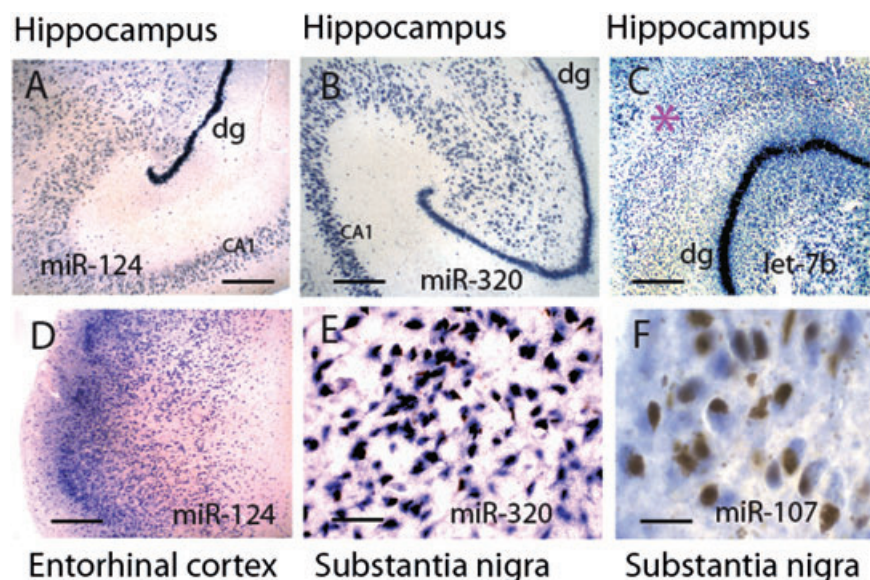 Hippocampus Hippocampus Hippocampus
A B C
dg dg *
CA1 CA1 dg
miR-124 miR-320 let-7b
D E F
miR-124 miR-320 miR-107
Entorhinal cortex Substantia nigra Substantia nigra